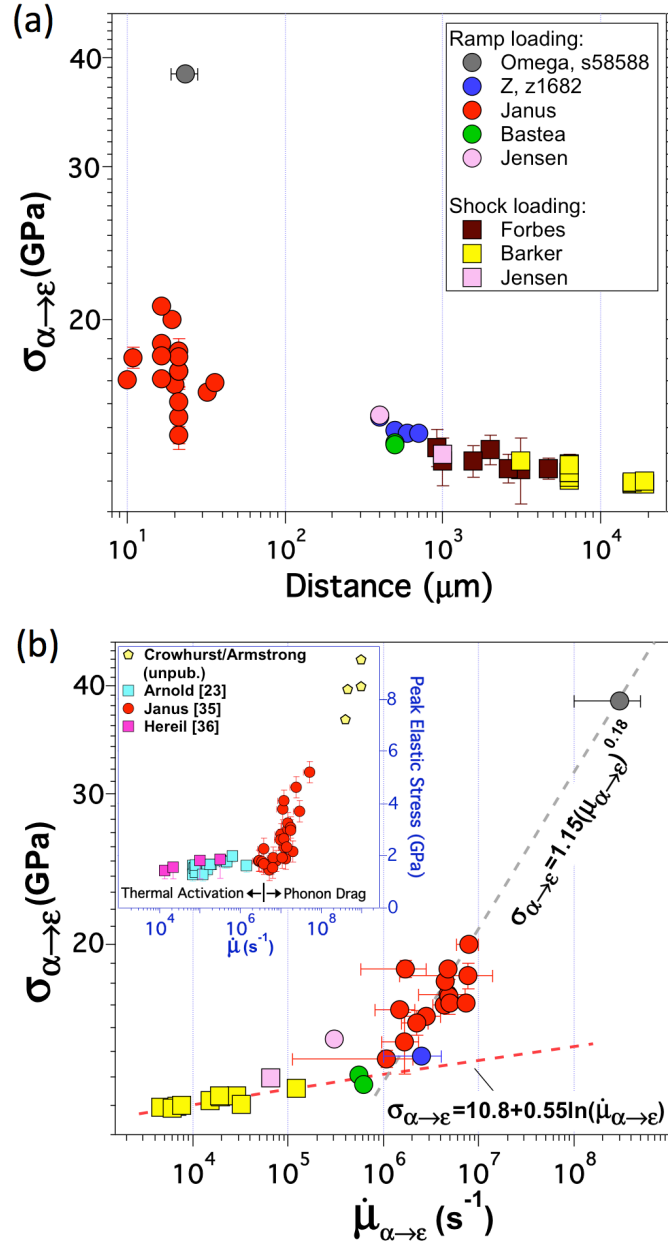 (a)
40
30
20
σα→ε(GPa)
Ramp loading:
Omega, s58588
Z, z1682
Janus
Bastea
Jensen
Shock loading:
Forbes
Barker
Jensen
10¹ 10² 10³ 10⁴
Distance (μm)
(b)
40
30
20
σα→ε(GPa)
Crowhurst/Armstrong
(unpub.)
Arnold [23]
Janus [35]
Hereil [36]
8
6
4
2
0
Peak Elastic Stress (GPa)
Thermal Activation ←|→ Phonon Drag
10⁴ 10⁶ 10⁸
μ̇ (s⁻¹)
σα→ε=1.15(μα→ε)^0.18
σα→ε=10.8+0.55ln(μ̇α→ε)
10⁴ 10⁵ 10⁶ 10⁷ 10⁸
μ̇α→ε (s⁻¹)